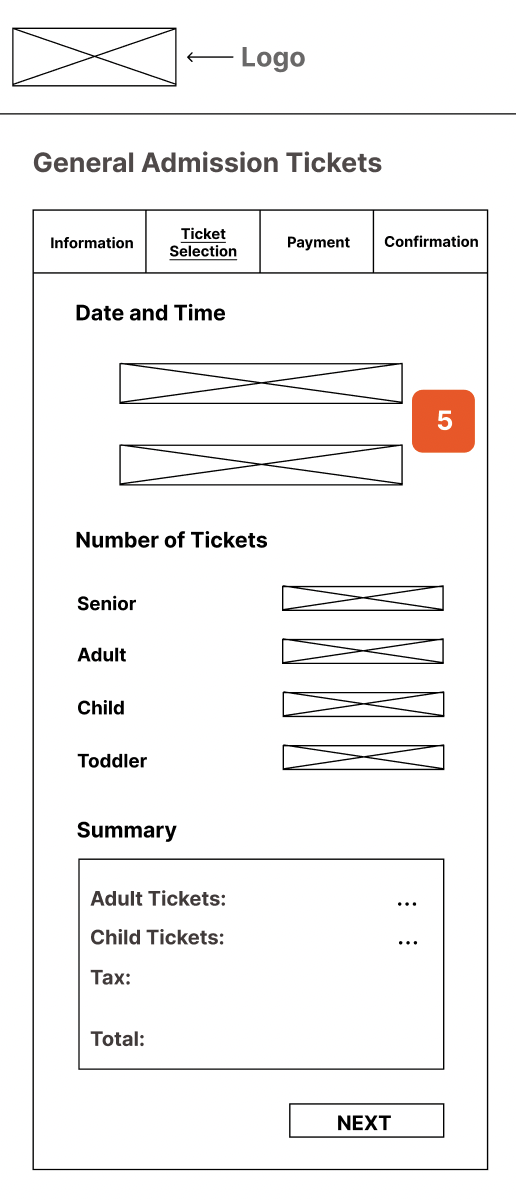 Logo
General Admission Tickets
Information
Ticket
Selection
Payment
Confirmation
Date and Time
5
Number of Tickets
Senior
Adult
Child
Toddler
Summary
Adult Tickets: ...
Child Tickets: ...
Tax:
Total:
NEXT